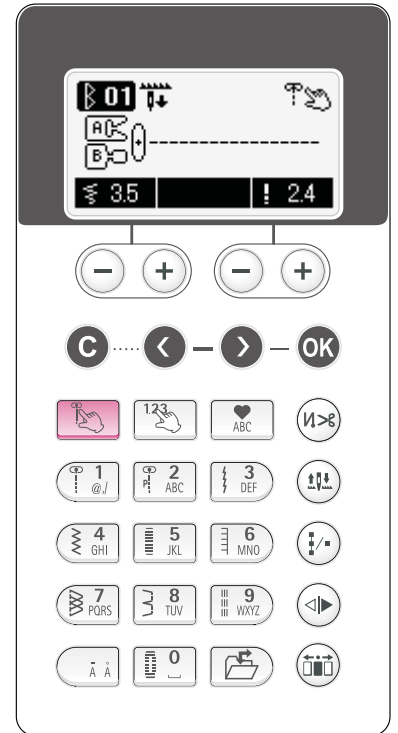 01
A
B
3.5 2.4
C OK
123 ABC
1 @./ P 2 ABC 3 DEF
4 GHI 5 JKL 6 MNO
7 PQRS 8 TUV 9 WXYZ
Ä Å 0